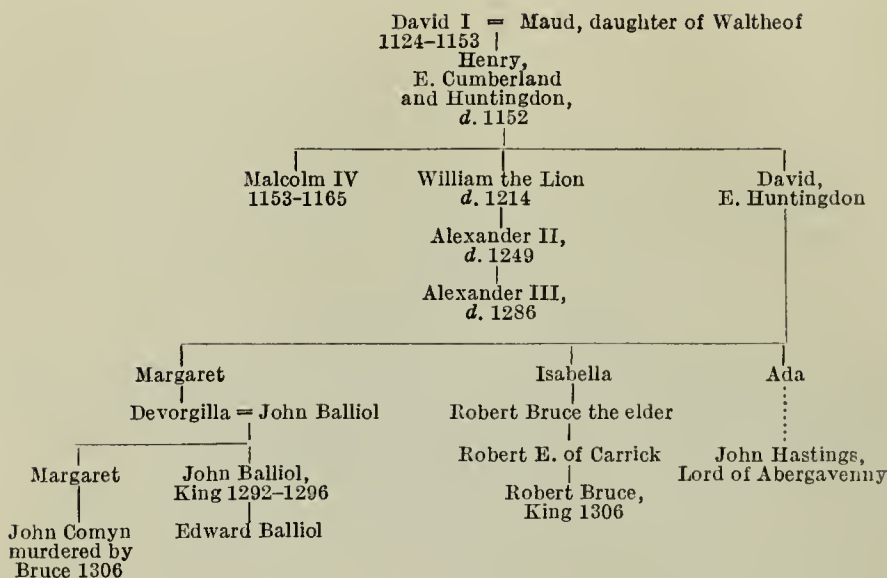 David I = Maud, daughter of Waltheof
1124–1153
Henry,
E. Cumberland
and Huntingdon,
d. 1152
Malcolm IV
1153-1165
William the Lion
d. 1214
David,
E. Huntingdon
Alexander II,
d. 1249
Alexander III,
d. 1286
Margaret
Isabella
Ada
Devorgilla = John Balliol
Robert Bruce the elder
Margaret
John Balliol,
King 1292–1296
Robert E. of Carrick
John Hastings,
Lord of Abergavenny
John Comyn
murdered by
Bruce 1306
Edward Balliol
Robert Bruce,
King 1306